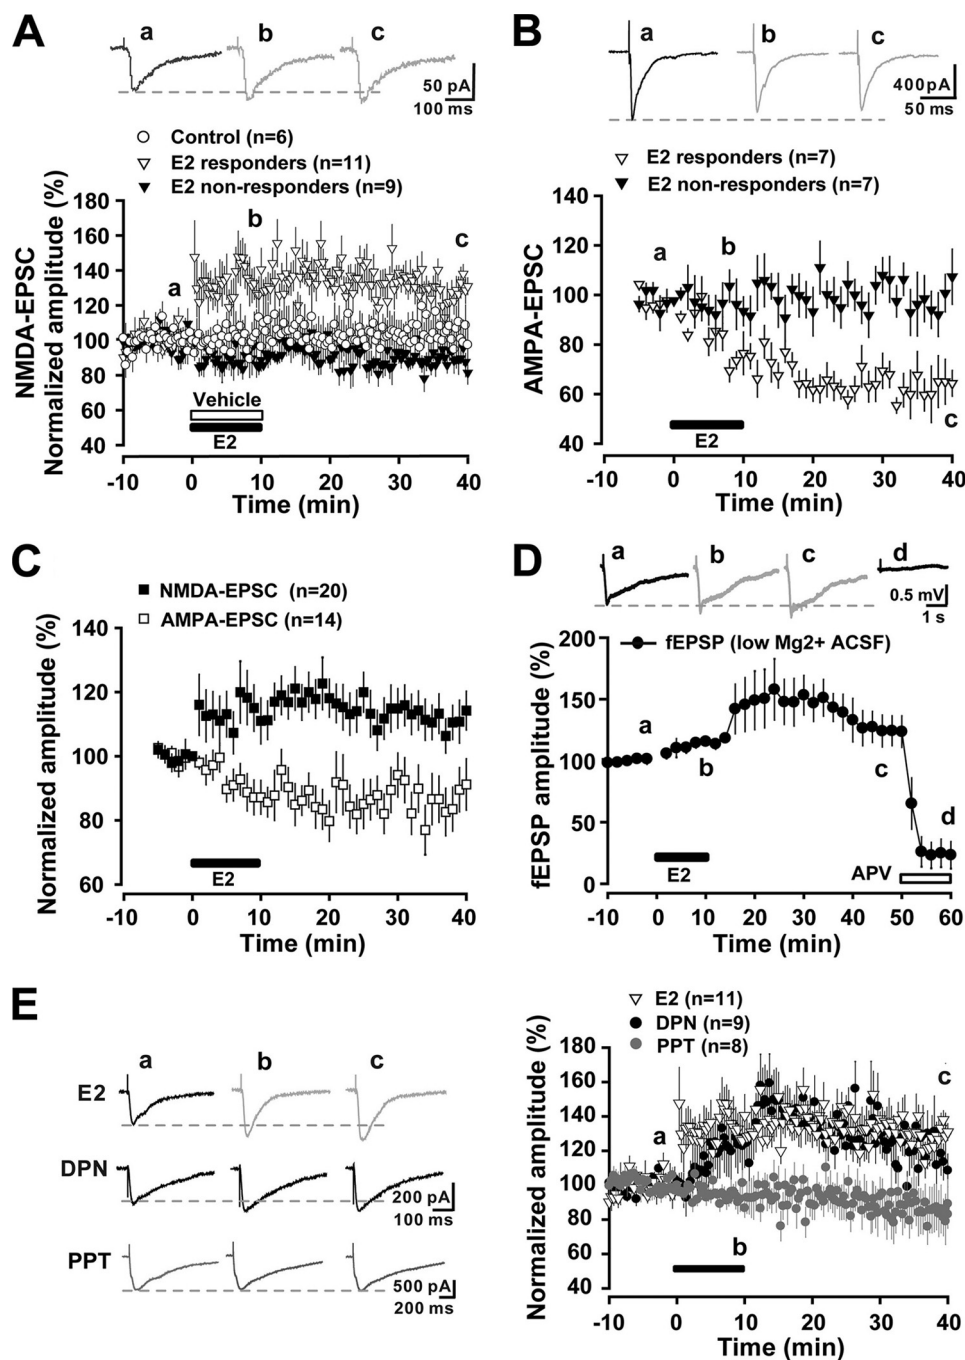 A
a
b
c
50 pA
100 ms
Control (n=6)
E2 responders (n=11)
E2 non-responders (n=9)
NMDA-EPSC
Normalized amplitude (%)
180
160
140
120
100
80
60
40
a
b
c
Vehicle
E2
-10
0
10
20
30
40
Time (min)
B
a
b
c
400 pA
50 ms
E2 responders (n=7)
E2 non-responders (n=7)
AMPA-EPSC
140
120
100
80
60
40
a
b
c
E2
-10
0
10
20
30
40
Time (min)
C
NMDA-EPSC (n=20)
AMPA-EPSC (n=14)
Normalized amplitude (%)
140
120
100
80
60
E2
-10
0
10
20
30
40
Time (min)
D
a
b
c
d
0.5 mV
1 s
fEPSP (low Mg2+ ACSF)
fEPSP amplitude (%)
200
150
100
50
0
a
b
c
d
E2
APV
-10
0
10
20
30
40
50
60
Time (min)
E
a
b
c
E2
DPN
200 pA
100 ms
PPT
500 pA
200 ms
E2 (n=11)
DPN (n=9)
PPT (n=8)
Normalized amplitude (%)
180
160
140
120
100
80
60
40
a
b
c
-10
0
10
20
30
40
Time (min)